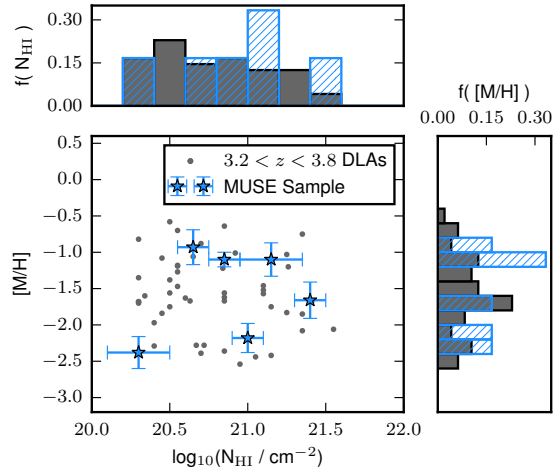 f( N_HI )
0.30
0.15
0.00
f( [M/H] )
0.00 0.15 0.30
[M/H]
0.5
0.0
−0.5
−1.0
−1.5
−2.0
−2.5
−3.0
3.2 < z < 3.8 DLAs
MUSE Sample
20.0 20.5 21.0 21.5 22.0
log₁₀(N_HI / cm⁻²)